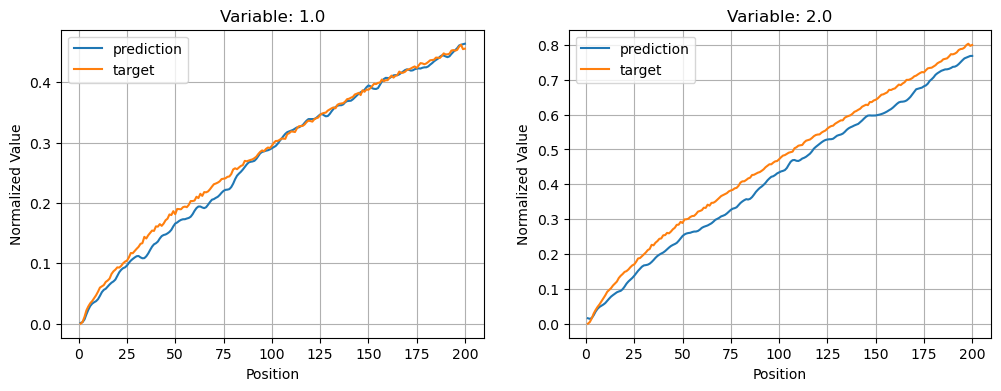 Variable: 1.0
prediction
target
Normalized Value
0.4
0.3
0.2
0.1
0.0
0 25 50 75 100 125 150 175 200
Position
Variable: 2.0
prediction
target
Normalized Value
0.8
0.7
0.6
0.5
0.4
0.3
0.2
0.1
0.0
0 25 50 75 100 125 150 175 200
Position